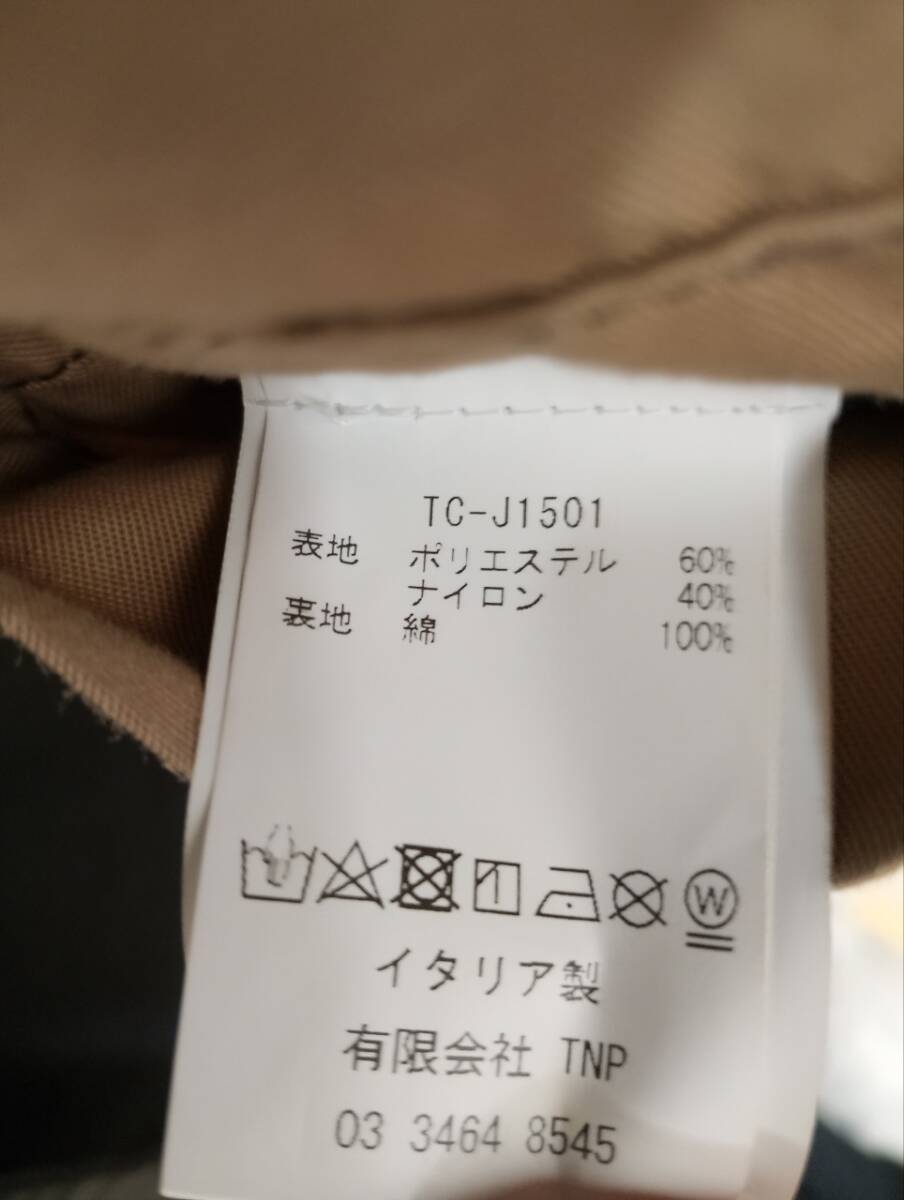 TC-J1501
表地 ポリエステル 60%
ナイロン 40%
裏地 綿 100%
W
イタリア製
有限会社 TNP
03 3464 8545